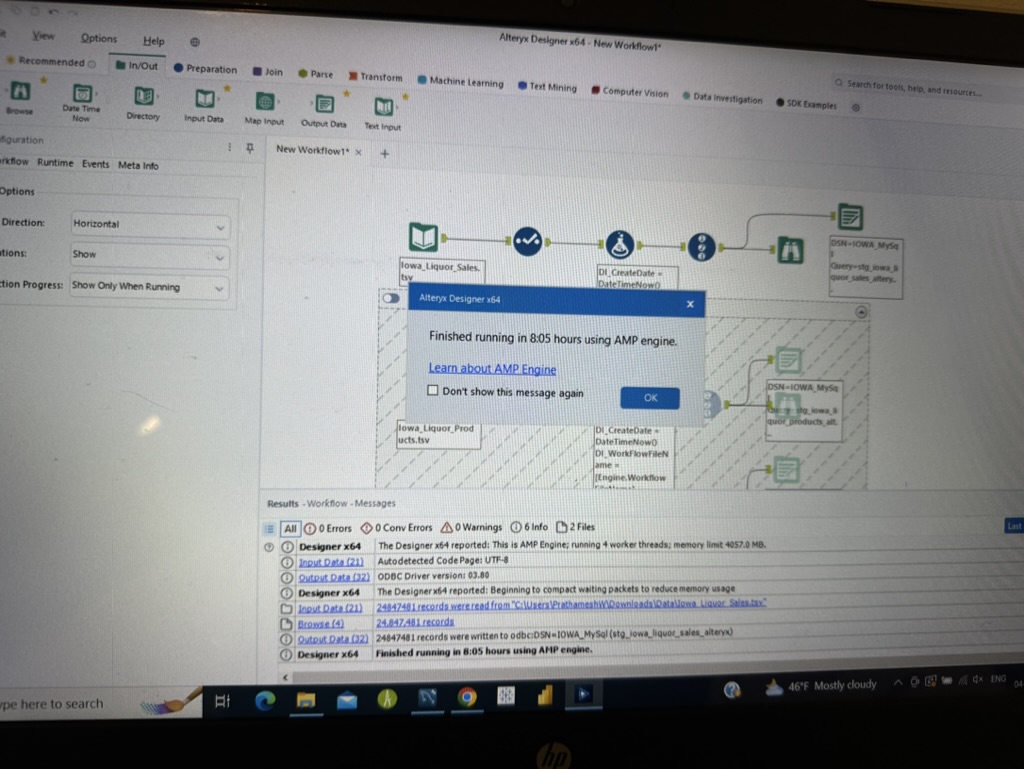 View Options Help
Alteryx Designer x64 - New Workflow1*
Recommended In/Out Preparation Join Parse Transform Machine Learning Text Mining Computer Vision Data Investigation SDK Examples
Search for tools, help, and resources...
Browse Date Time Now Directory Input Data Map Input Output Data Text Input
New Workflow1* × +
Runtime Events Meta Info
Options
Direction: Horizontal
Show
Progress: Show Only When Running
Iowa_Liquor_Sales.
tsv
DI_CreateDate =
DateTimeNow()
DSN=IOWA_MySq
l
Query=stg_iowa_li
quor_sales_altery..
Alteryx Designer x64 x
Finished running in 8:05 hours using AMP engine.
Learn about AMP Engine
Don't show this message again
OK
Iowa_Liquor_Prod
ucts.tsv
DI_CreateDate =
DateTimeNow()
DI_WorkFlowFileN
ame =
[Engine.Workflow
DSN=IOWA_MySq
quor_products_alt.
Results - Workflow - Messages
All 0 Errors 0 Conv Errors 0 Warnings 6 Info 2 Files
Last
Designer x64 The Designer x64 reported: This is AMP Engine; running 4 worker threads; memory limit 4057.0 MB.
Input Data (21) Autodetected Code Page: UTF-8
Output Data (32) ODBC Driver version: 03.80
Designer x64 The Designer x64 reported: Beginning to compact waiting packets to reduce memory usage
Input Data (21) 24847481 records were read from "C:\Users\PrathameshW\Downloads\Data\Iowa_Liquor_Sales.tsv"
Browse (4) 24,847,481 records
Output Data (32) 24847481 records were written to odbc:DSN=IOWA_MySql (stg_iowa_liquor_sales_alteryx)
Designer x64 Finished running in 8:05 hours using AMP engine.
here to search
46°F Mostly cloudy
ENG
hp